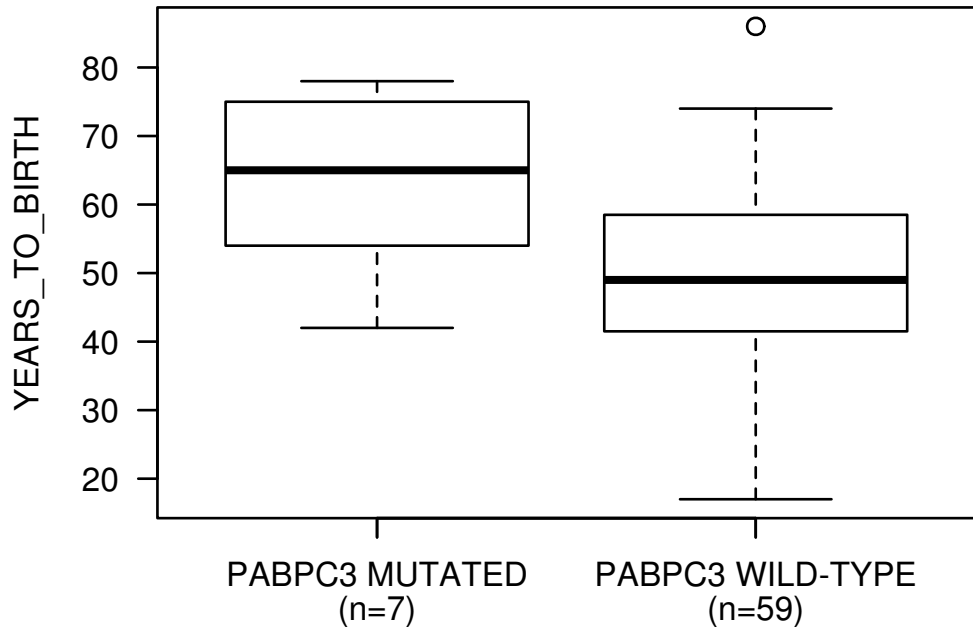 YEARS_TO_BIRTH
80
70
60
50
40
30
20
PABPC3 MUTATED
(n=7)
PABPC3 WILD-TYPE
(n=59)